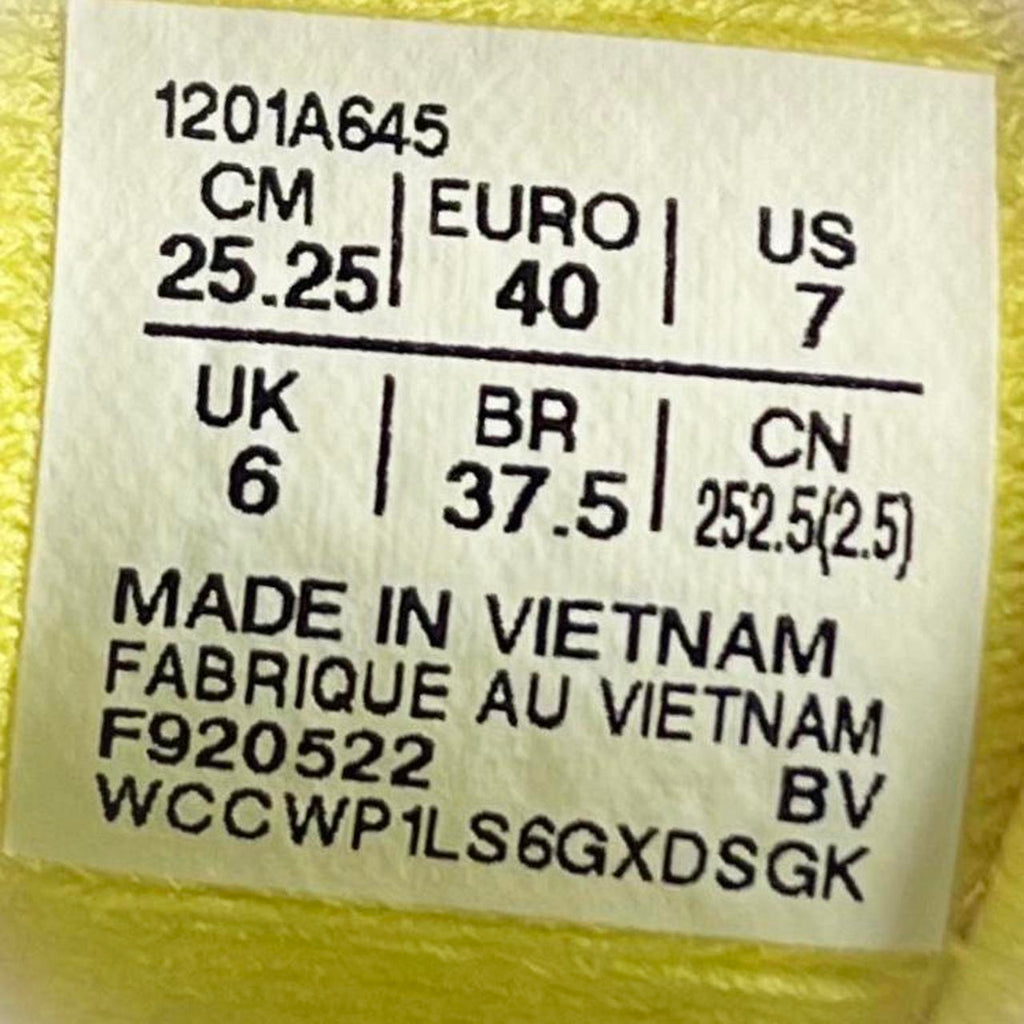 1201A645
CM | EURO | US
25.25 | 40 | 7
UK | BR | CN
6 | 37.5 | 252.5(2.5)
MADE IN VIETNAM
FABRIQUE AU VIETNAM
F920522 BV
WCCWP1LS6GXDSGK